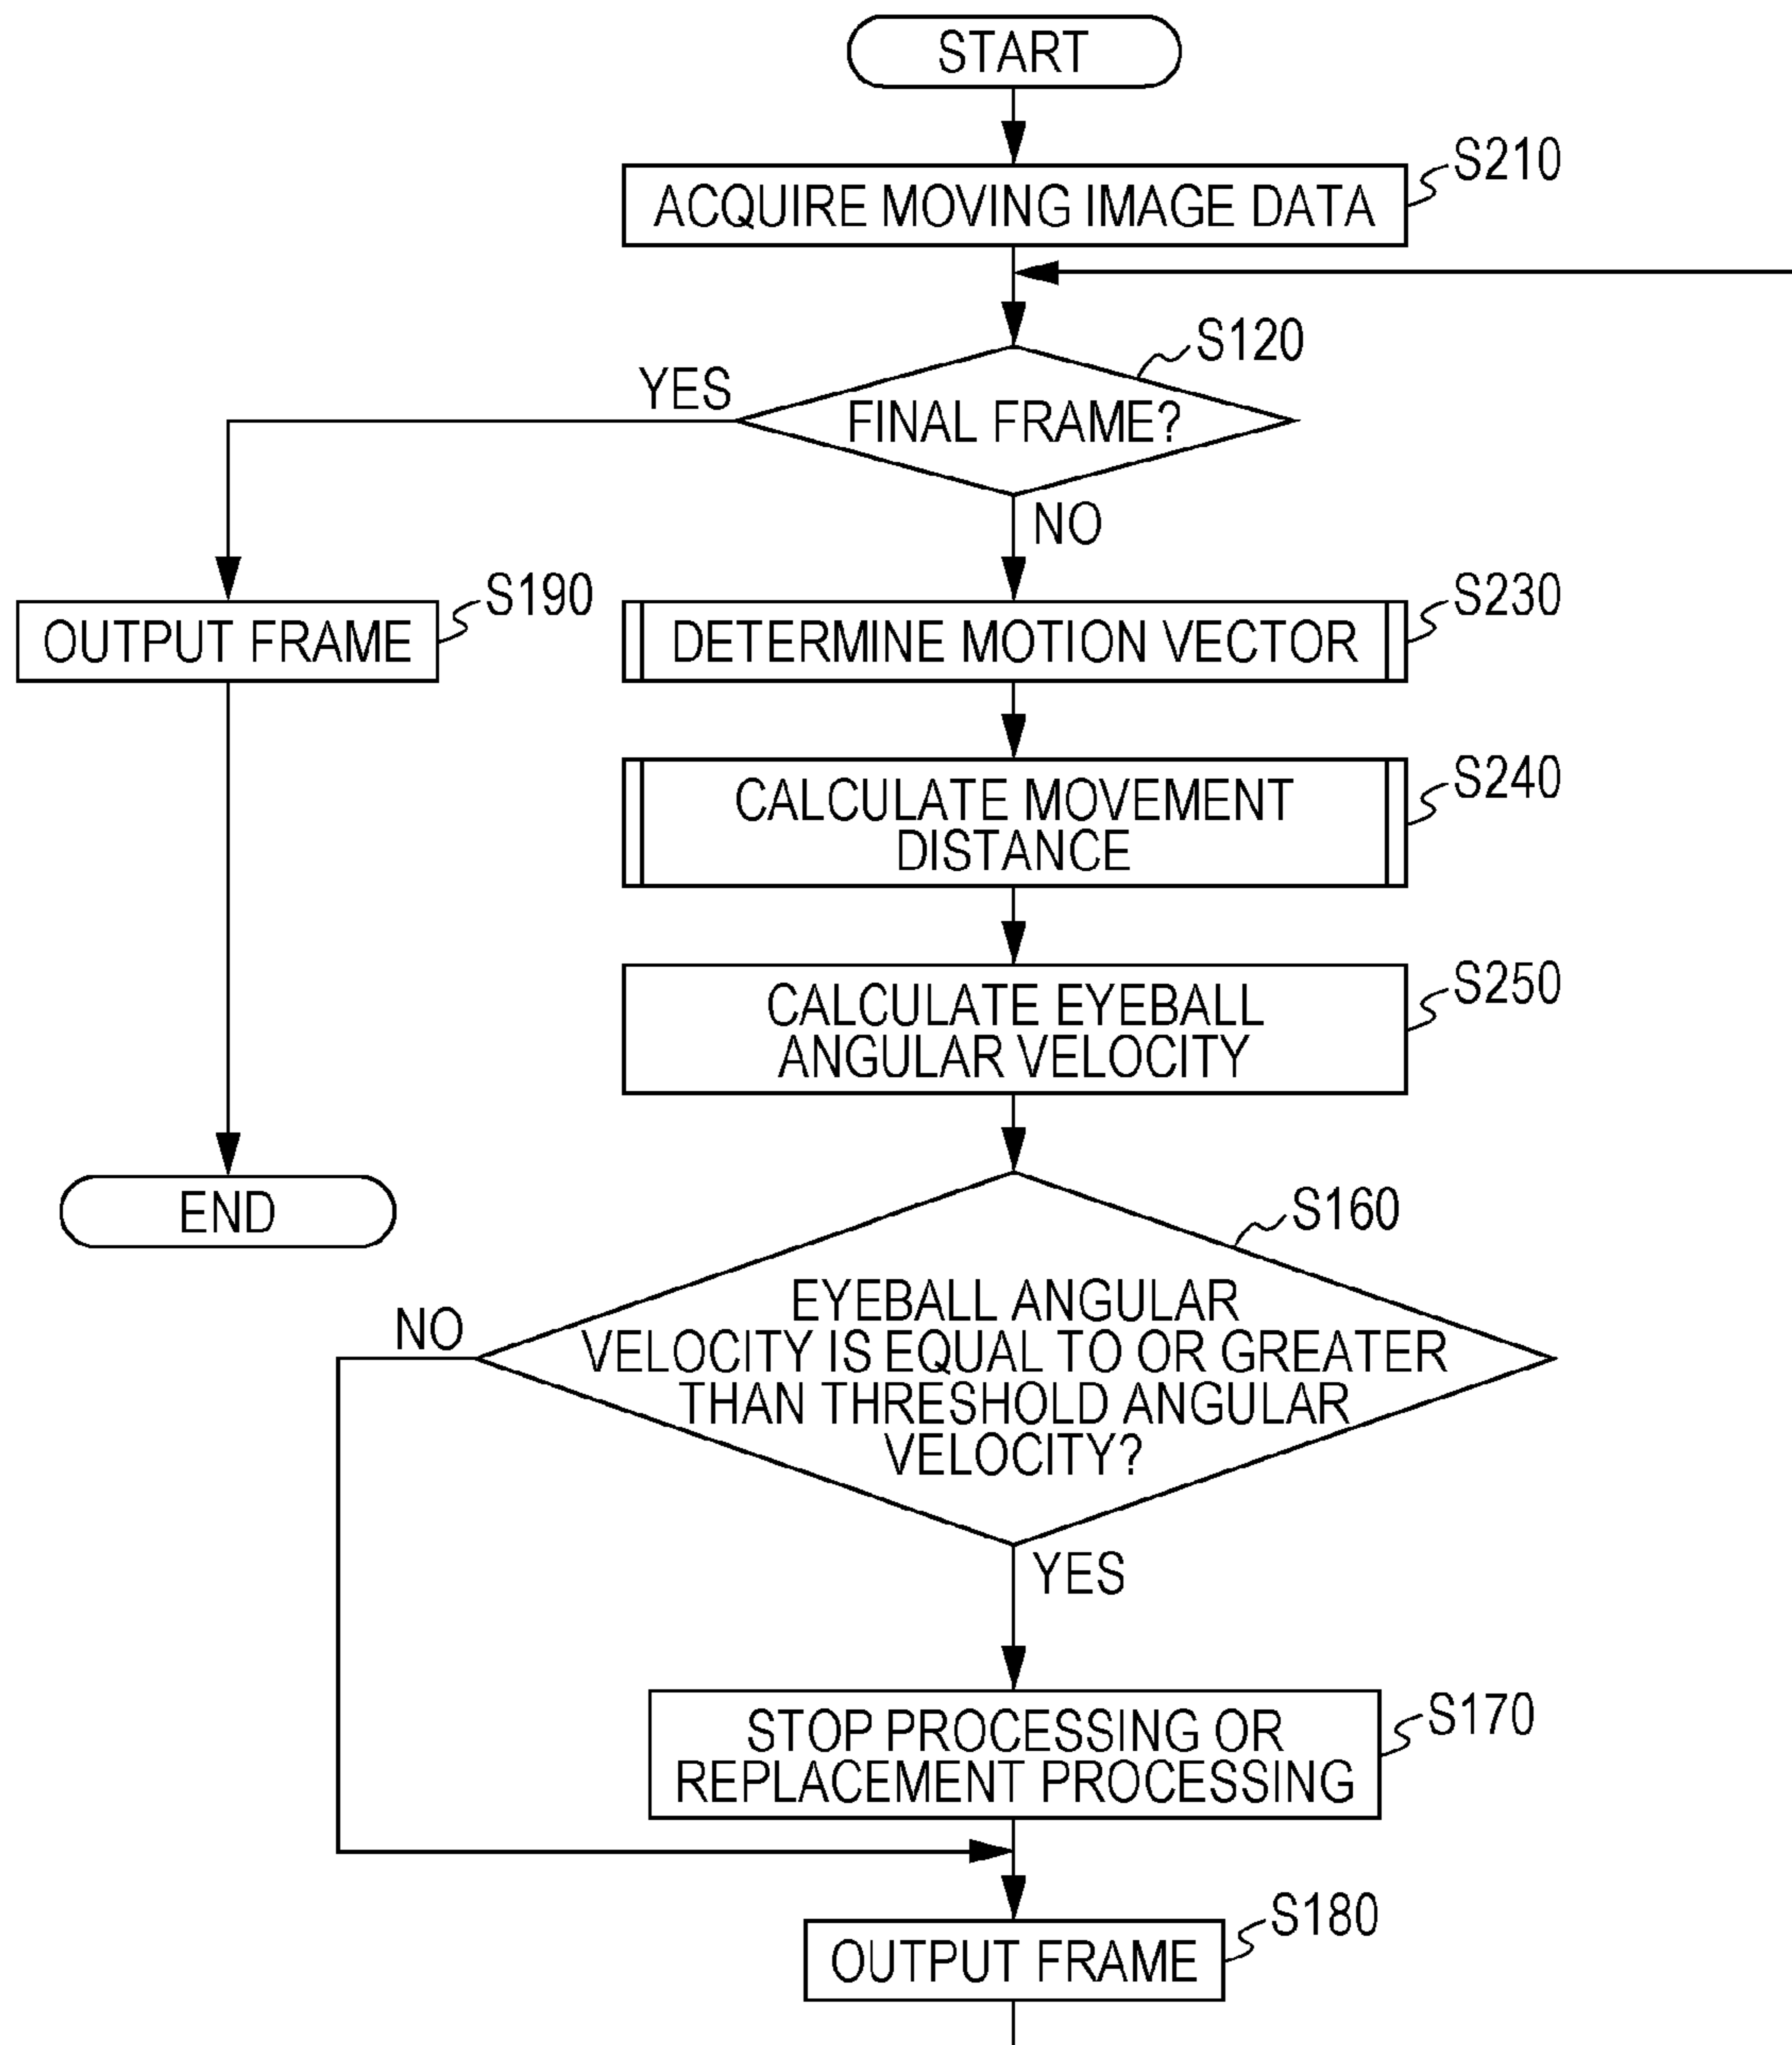 START
S210
ACQUIRE MOVING IMAGE DATA
S120
YES
FINAL FRAME?
NO
S190
OUTPUT FRAME
S230
DETERMINE MOTION VECTOR
S240
CALCULATE MOVEMENT
DISTANCE
S250
CALCULATE EYEBALL
ANGULAR VELOCITY
END
S160
NO
EYEBALL ANGULAR
VELOCITY IS EQUAL TO OR GREATER
THAN THRESHOLD ANGULAR
VELOCITY?
YES
S170
STOP PROCESSING OR
REPLACEMENT PROCESSING
S180
OUTPUT FRAME